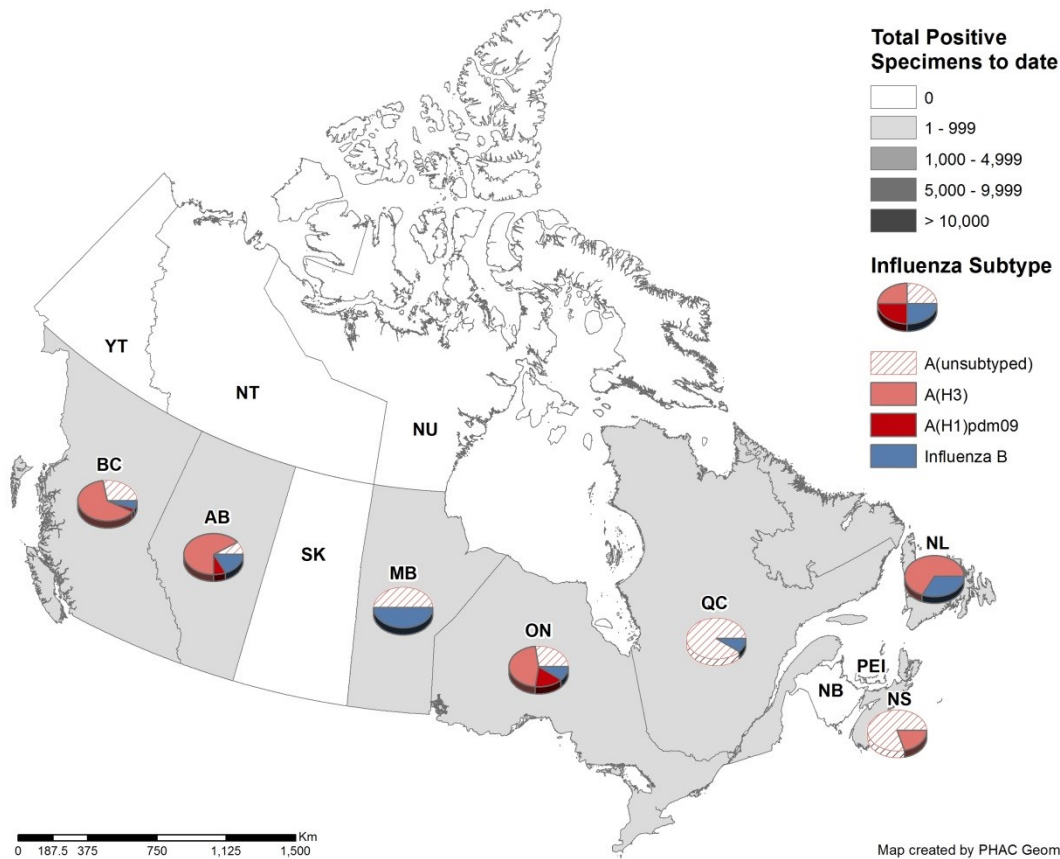 Total Positive
Specimens to date
0
1 - 999
1,000 - 4,999
5,000 - 9,999
> 10,000
Influenza Subtype
A(unsubtyped)
A(H3)
A(H1)pdm09
Influenza B
YT
NT
NU
BC
AB
SK
MB
ON
QC
NL
PEI
NB
NS
Km
0 187.5 375 750 1,125 1,500
Map created by PHAC Geom